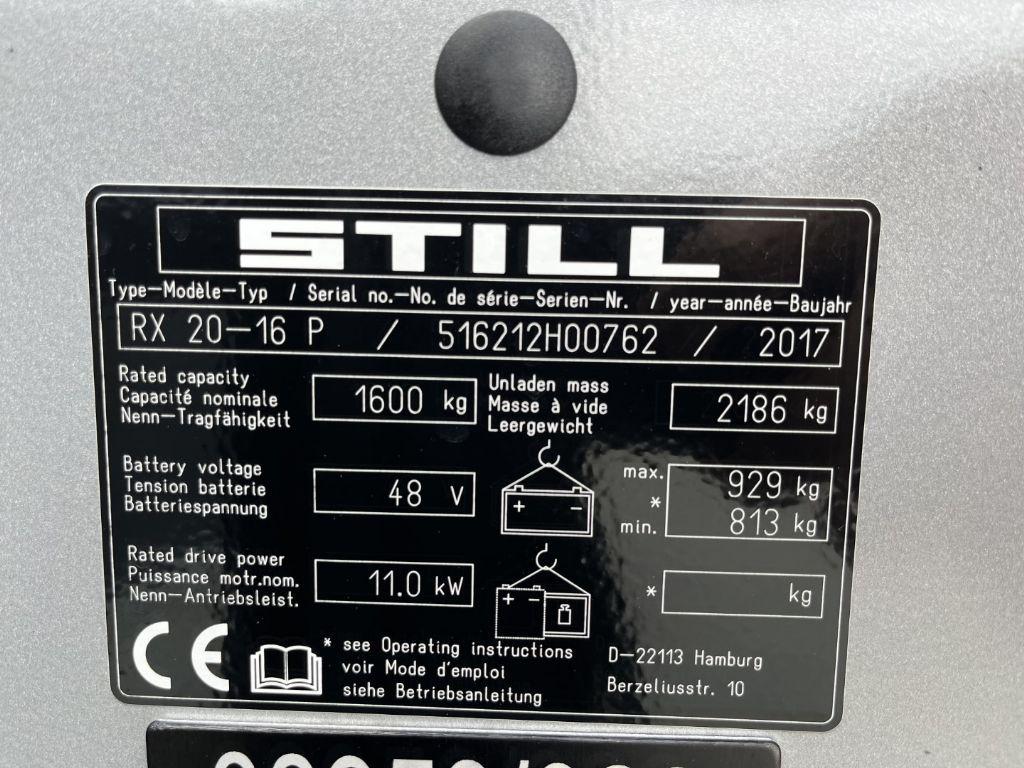 STILL
Type-Modèle-Typ / Serial no.-No. de série-Serien-Nr. / year-année-Baujahr
RX 20-16 P / 516212H00762 / 2017
Rated capacity
Capacité nominale
Nenn-Tragfähigkeit
1600 kg
Unladen mass
Masse à vide
Leergewicht
2186 kg
Battery voltage
Tension batterie
Batteriespannung
48 V
+ -
max.
*
min.
929 kg
813 kg
Rated drive power
Puissance motr.nom.
Nenn-Antriebsleist.
11.0 kW
+ -
* kg
CE
* see Operating instructions
voir Mode d'emploi
siehe Betriebsanleitung
D-22113 Hamburg
Berzeliusstr. 10